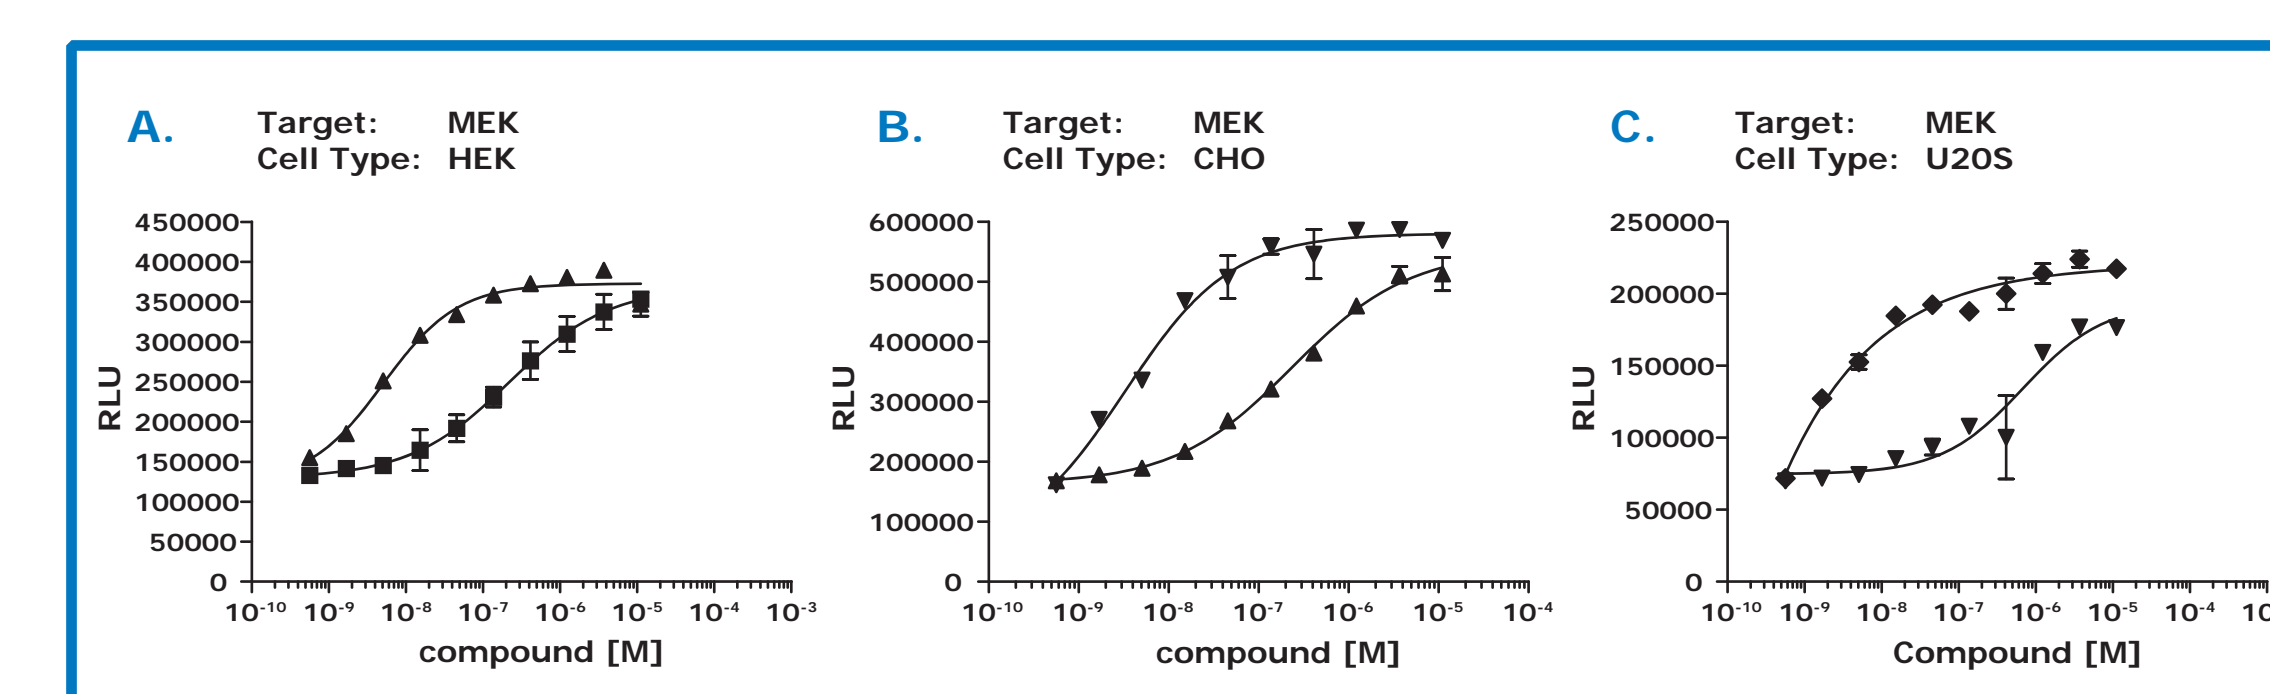 A.
Target: MEK
Cell Type: HEK
450000
400000
350000
300000
250000
200000
150000
100000
50000
0
RLU
10-10 10-9 10-8 10-7 10-6 10-5 10-4 10-3
compound [M]
B.
Target: MEK
Cell Type: CHO
600000
500000
400000
300000
200000
100000
0
RLU
10-10 10-9 10-8 10-7 10-6 10-5 10-4
compound [M]
C.
Target: MEK
Cell Type: U20S
250000
200000
150000
100000
50000
0
RLU
10-10 10-9 10-8 10-7 10-6 10-5 10-4
Compound [M]